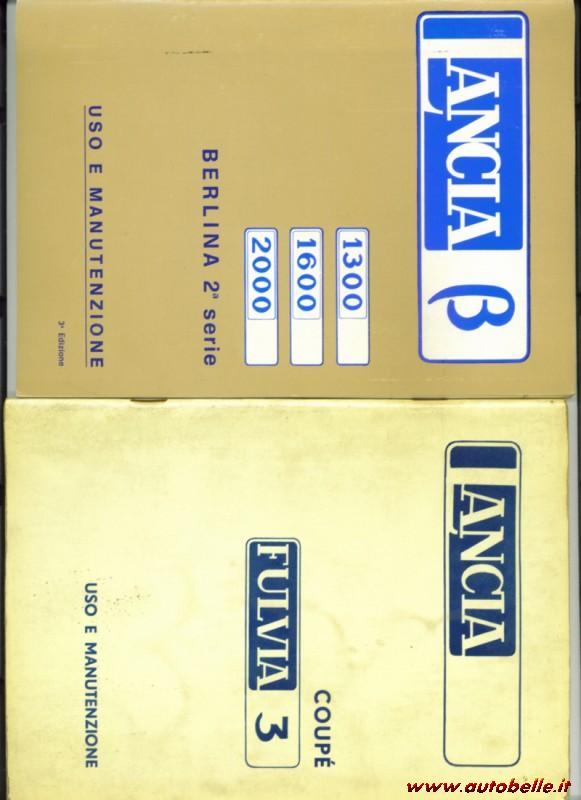 LANCIA β
1300
1600
2000
BERLINA 2ª serie
USO E MANUTENZIONE
3ª Edizione
LANCIA
COUPÉ
FULVIA 3
USO E MANUTENZIONE
www.autobelle.it